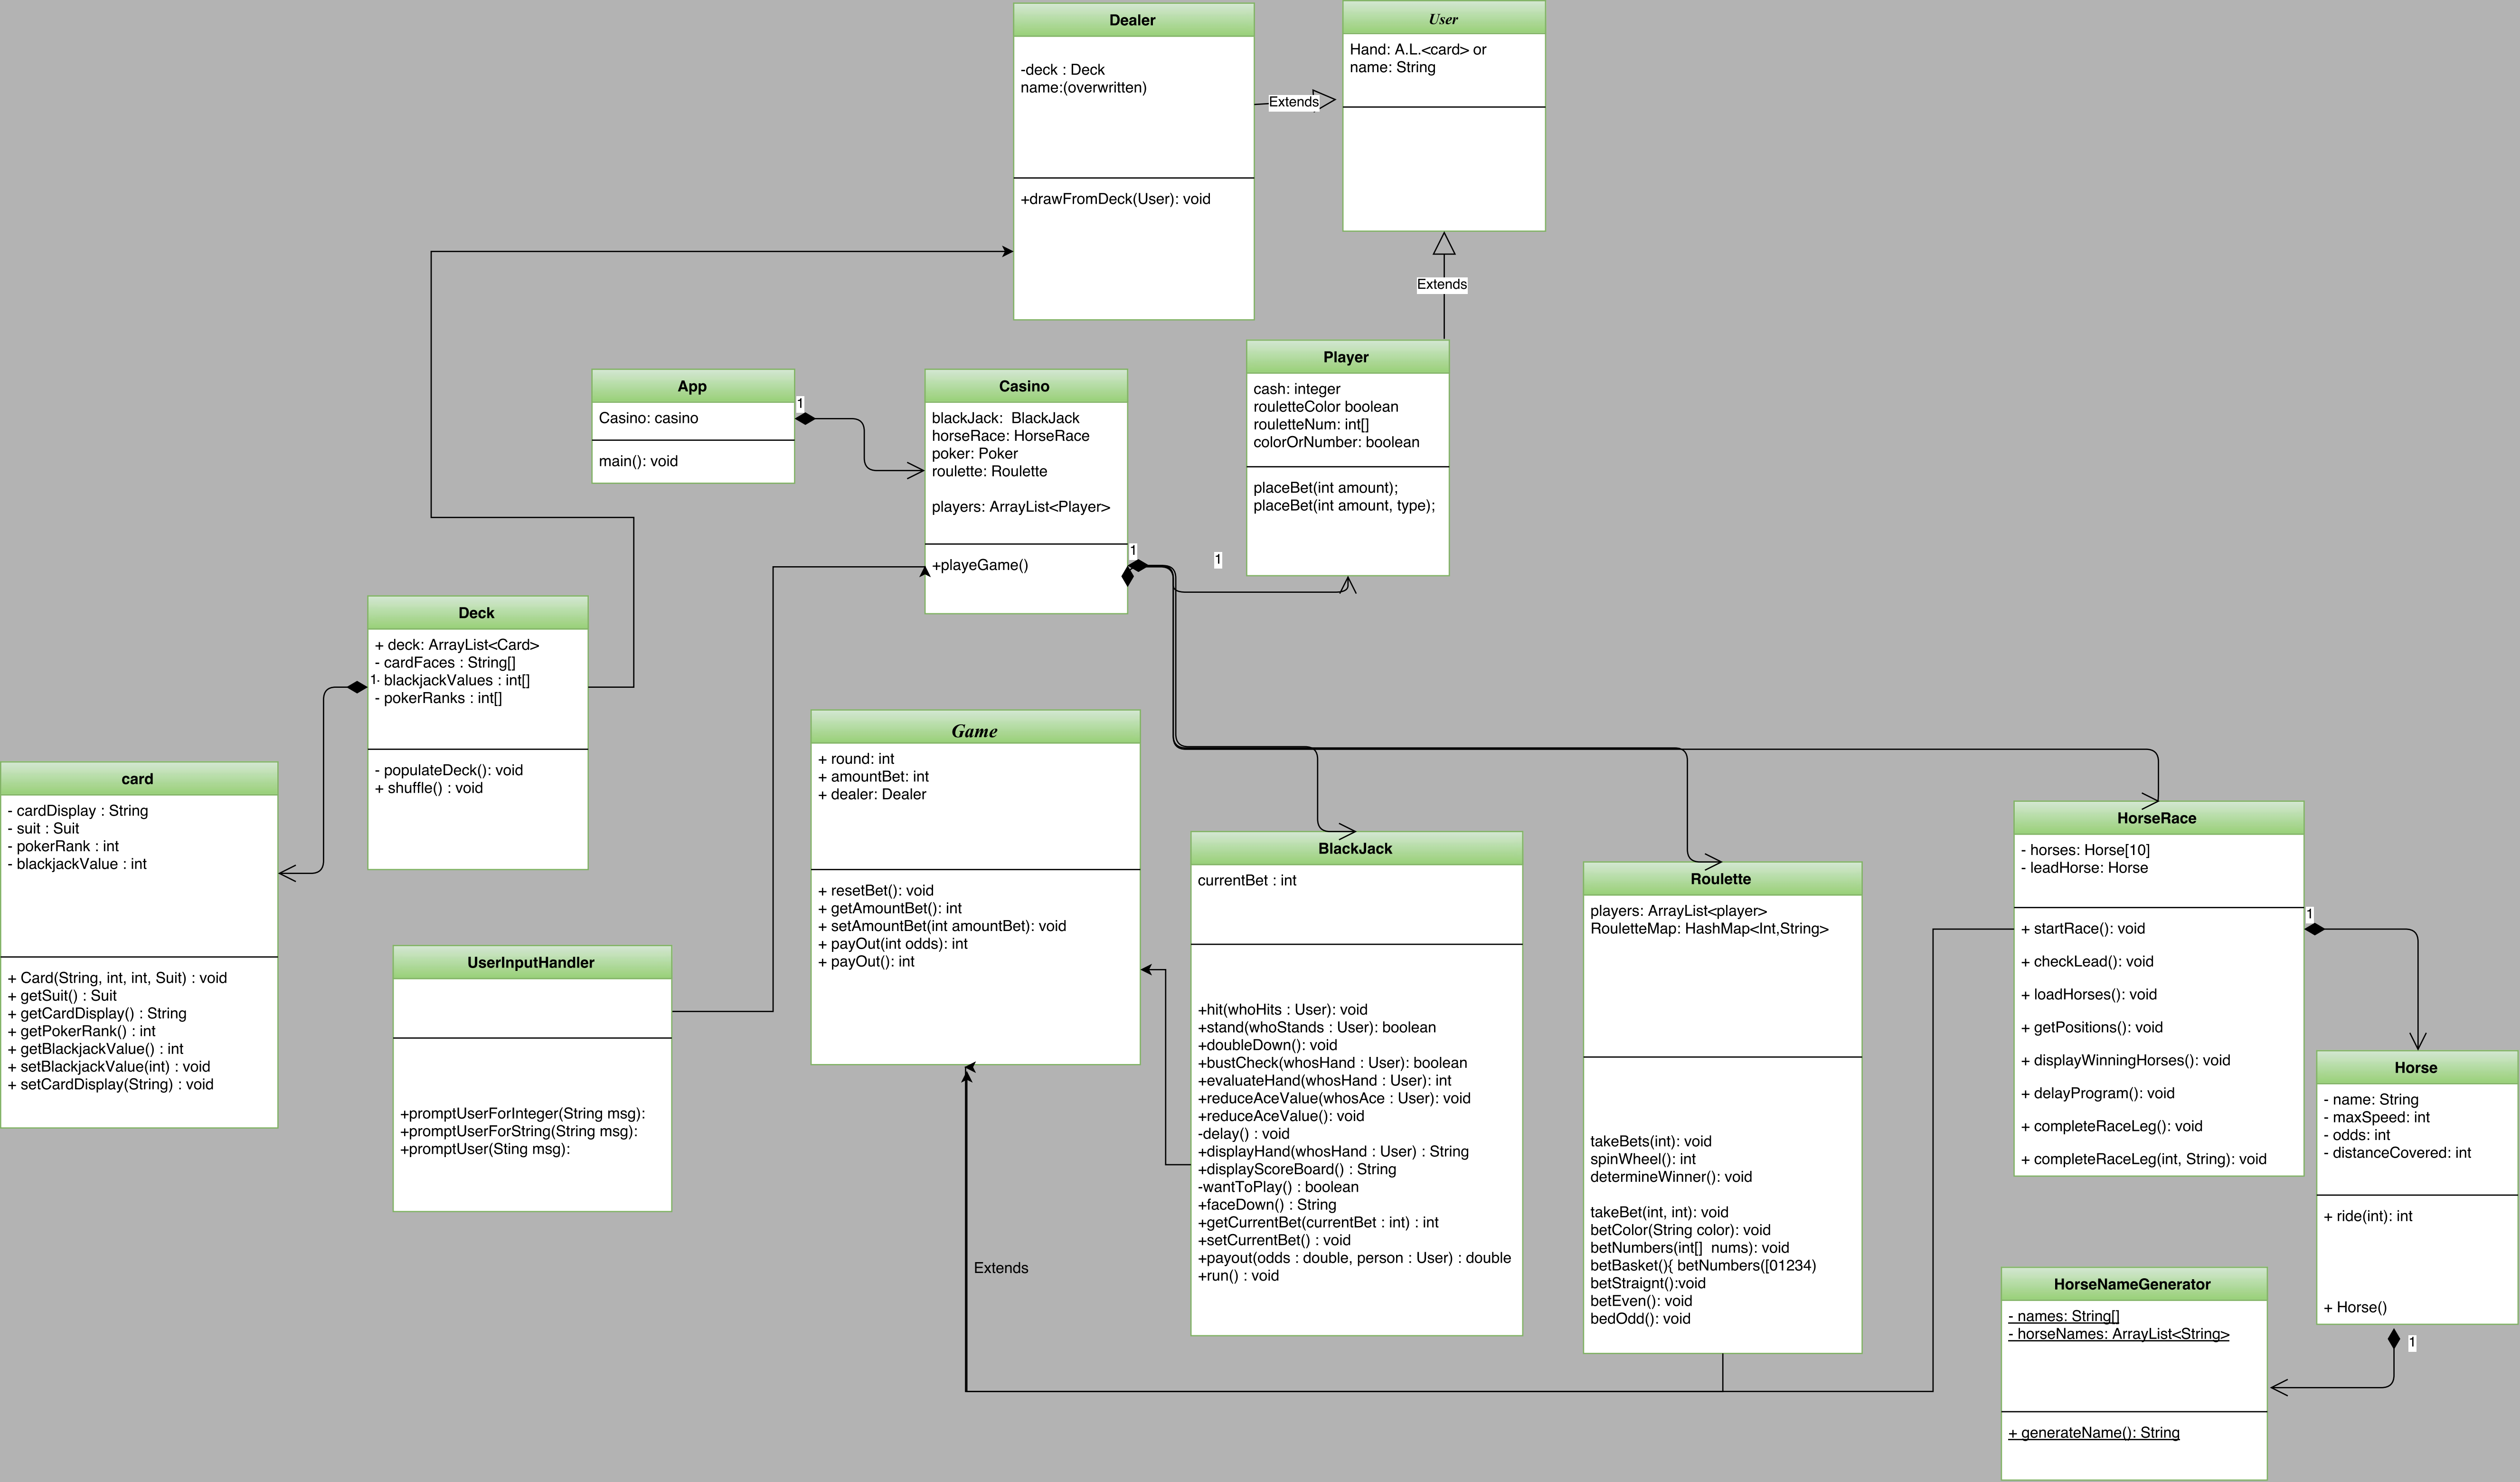 Dealer
-deck : Deck
name:(overwritten)
+drawFromDeck(User): void
User
Hand: A.L.<card> or
name: String
Extends
Extends
Player
cash: integer
rouletteColor boolean
rouletteNum: int[]
colorOrNumber: boolean
placeBet(int amount);
placeBet(int amount, type);
App
Casino: casino
main(): void
1
Casino
blackJack:  BlackJack
horseRace: HorseRace
poker: Poker
roulette: Roulette
players: ArrayList<Player>
+playeGame()
1
1
Deck
+ deck: ArrayList<Card>
- cardFaces : String[]
1- blackjackValues : int[]
- pokerRanks : int[]
- populateDeck(): void
+ shuffle() : void
card
- cardDisplay : String
- suit : Suit
- pokerRank : int
- blackjackValue : int
+ Card(String, int, int, Suit) : void
+ getSuit() : Suit
+ getCardDisplay() : String
+ getPokerRank() : int
+ getBlackjackValue() : int
+ setBlackjackValue(int) : void
+ setCardDisplay(String) : void
UserInputHandler
+promptUserForInteger(String msg):
+promptUserForString(String msg):
+promptUser(Sting msg):
Game
+ round: int
+ amountBet: int
+ dealer: Dealer
+ resetBet(): void
+ getAmountBet(): int
+ setAmountBet(int amountBet): void
+ payOut(int odds): int
+ payOut(): int
Extends
BlackJack
currentBet : int
+hit(whoHits : User): void
+stand(whoStands : User): boolean
+doubleDown(): void
+bustCheck(whosHand : User): boolean
+evaluateHand(whosHand : User): int
+reduceAceValue(whosAce : User): void
+reduceAceValue(): void
-delay() : void
+displayHand(whosHand : User) : String
+displayScoreBoard() : String
-wantToPlay() : boolean
+faceDown() : String
+getCurrentBet(currentBet : int) : int
+setCurrentBet() : void
+payout(odds : double, person : User) : double
+run() : void
Roulette
players: ArrayList<player>
RouletteMap: HashMap<Int,String>
takeBets(int): void
spinWheel(): int
determineWinner(): void
takeBet(int, int): void
betColor(String color): void
betNumbers(int[]  nums): void
betBasket(){ betNumbers([01234)
betStraignt():void
betEven(): void
bedOdd(): void
HorseRace
- horses: Horse[10]
- leadHorse: Horse
+ startRace(): void
+ checkLead(): void
+ loadHorses(): void
+ getPositions(): void
+ displayWinningHorses(): void
+ delayProgram(): void
+ completeRaceLeg(): void
+ completeRaceLeg(int, String): void
1
Horse
- name: String
- maxSpeed: int
- odds: int
- distanceCovered: int
+ ride(int): int
+ Horse()
1
HorseNameGenerator
- names: String[]
- horseNames: ArrayList<String>
+ generateName(): String